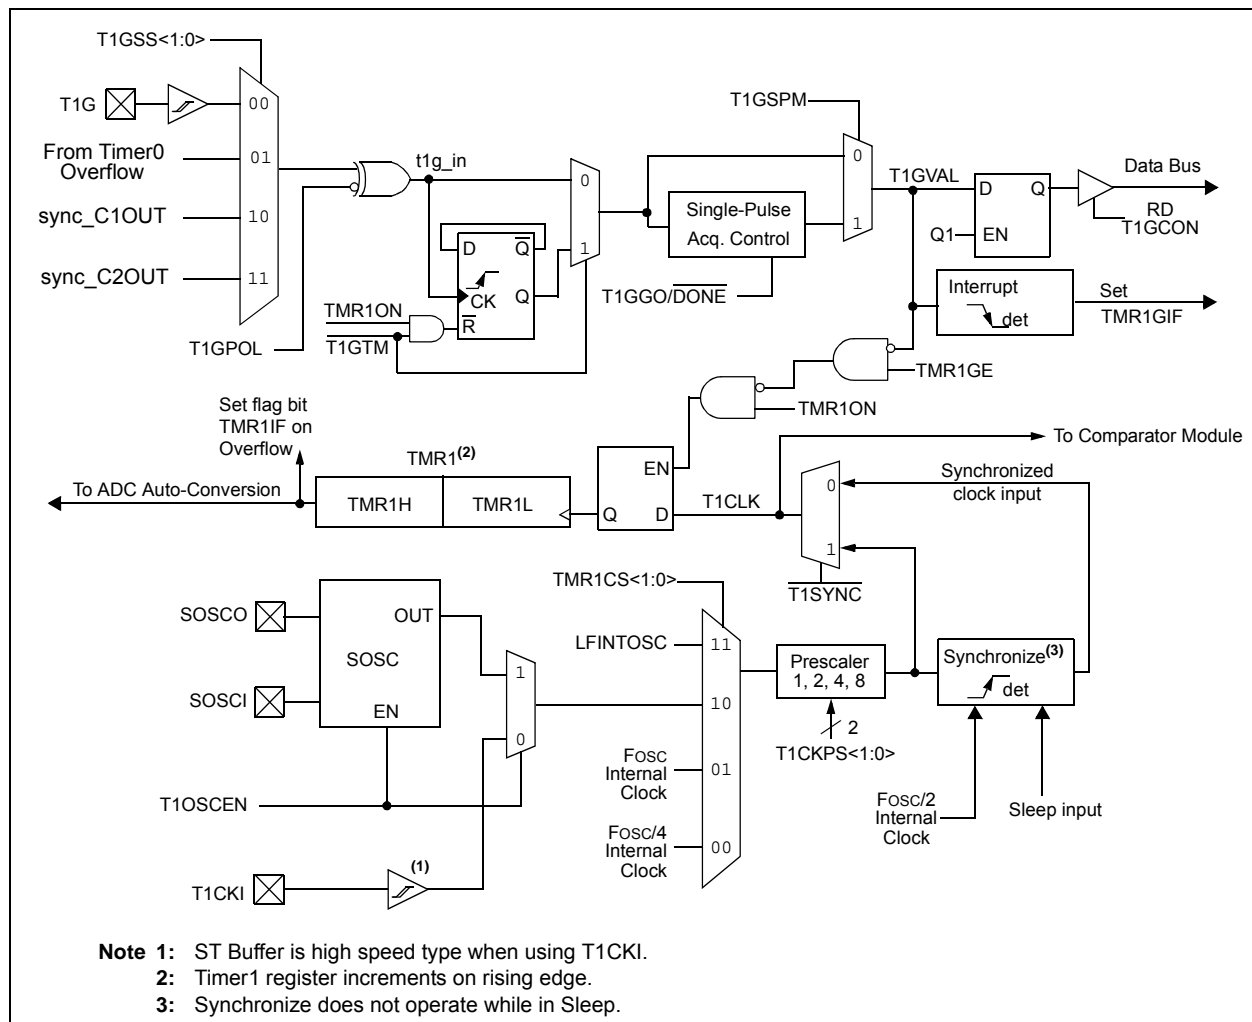 T1GSS<1:0>
T1G
00
From Timer0
Overflow
01
sync_C1OUT
10
sync_C2OUT
11
T1GPOL
t1g_in
D
Q
CK
Q
R
TMR1ON
T1GTM
0
1
T1GSPM
0
1
Single-Pulse
Acq. Control
T1GGO/DONE
T1GVAL
D
Q
Q1
EN
Data Bus
RD
T1GCON
Interrupt
det
Set
TMR1GIF
TMR1GE
TMR1ON
Set flag bit
TMR1IF on
Overflow
To ADC Auto-Conversion
TMR1(2)
TMR1H
TMR1L
EN
Q
D
T1CLK
To Comparator Module
Synchronized
clock input
0
1
T1SYNC
SOSCO
SOSCI
OUT
SOSC
EN
1
0
T1OSCEN
T1CKI
(1)
TMR1CS<1:0>
LFINTOSC
11
10
FOSC
Internal
Clock
01
FOSC/4
Internal
Clock
00
Prescaler
1, 2, 4, 8
2
T1CKPS<1:0>
Synchronize(3)
det
FOSC/2
Internal
Clock
Sleep input
Note 1: ST Buffer is high speed type when using T1CKI.
2: Timer1 register increments on rising edge.
3: Synchronize does not operate while in Sleep.